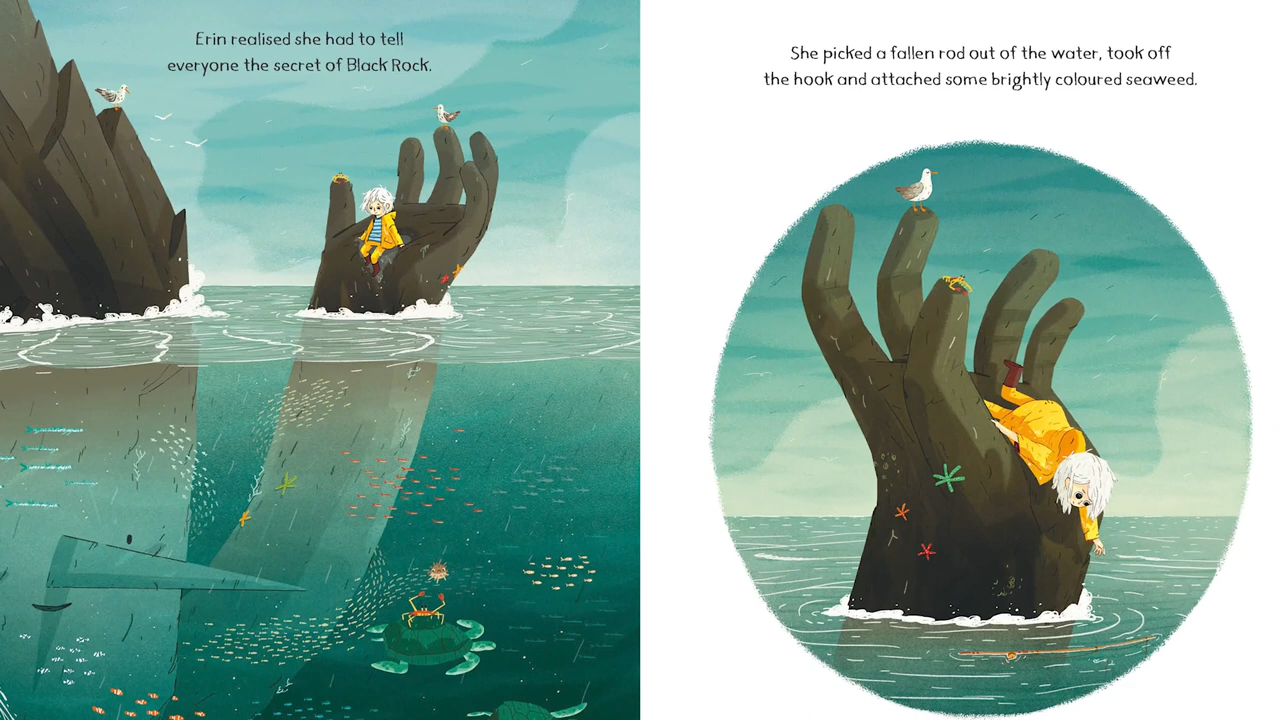 Erin realised she had to tell
everyone the secret of Black Rock.
She picked a fallen rod out of the water, took off
the hook and attached some brightly coloured seaweed.